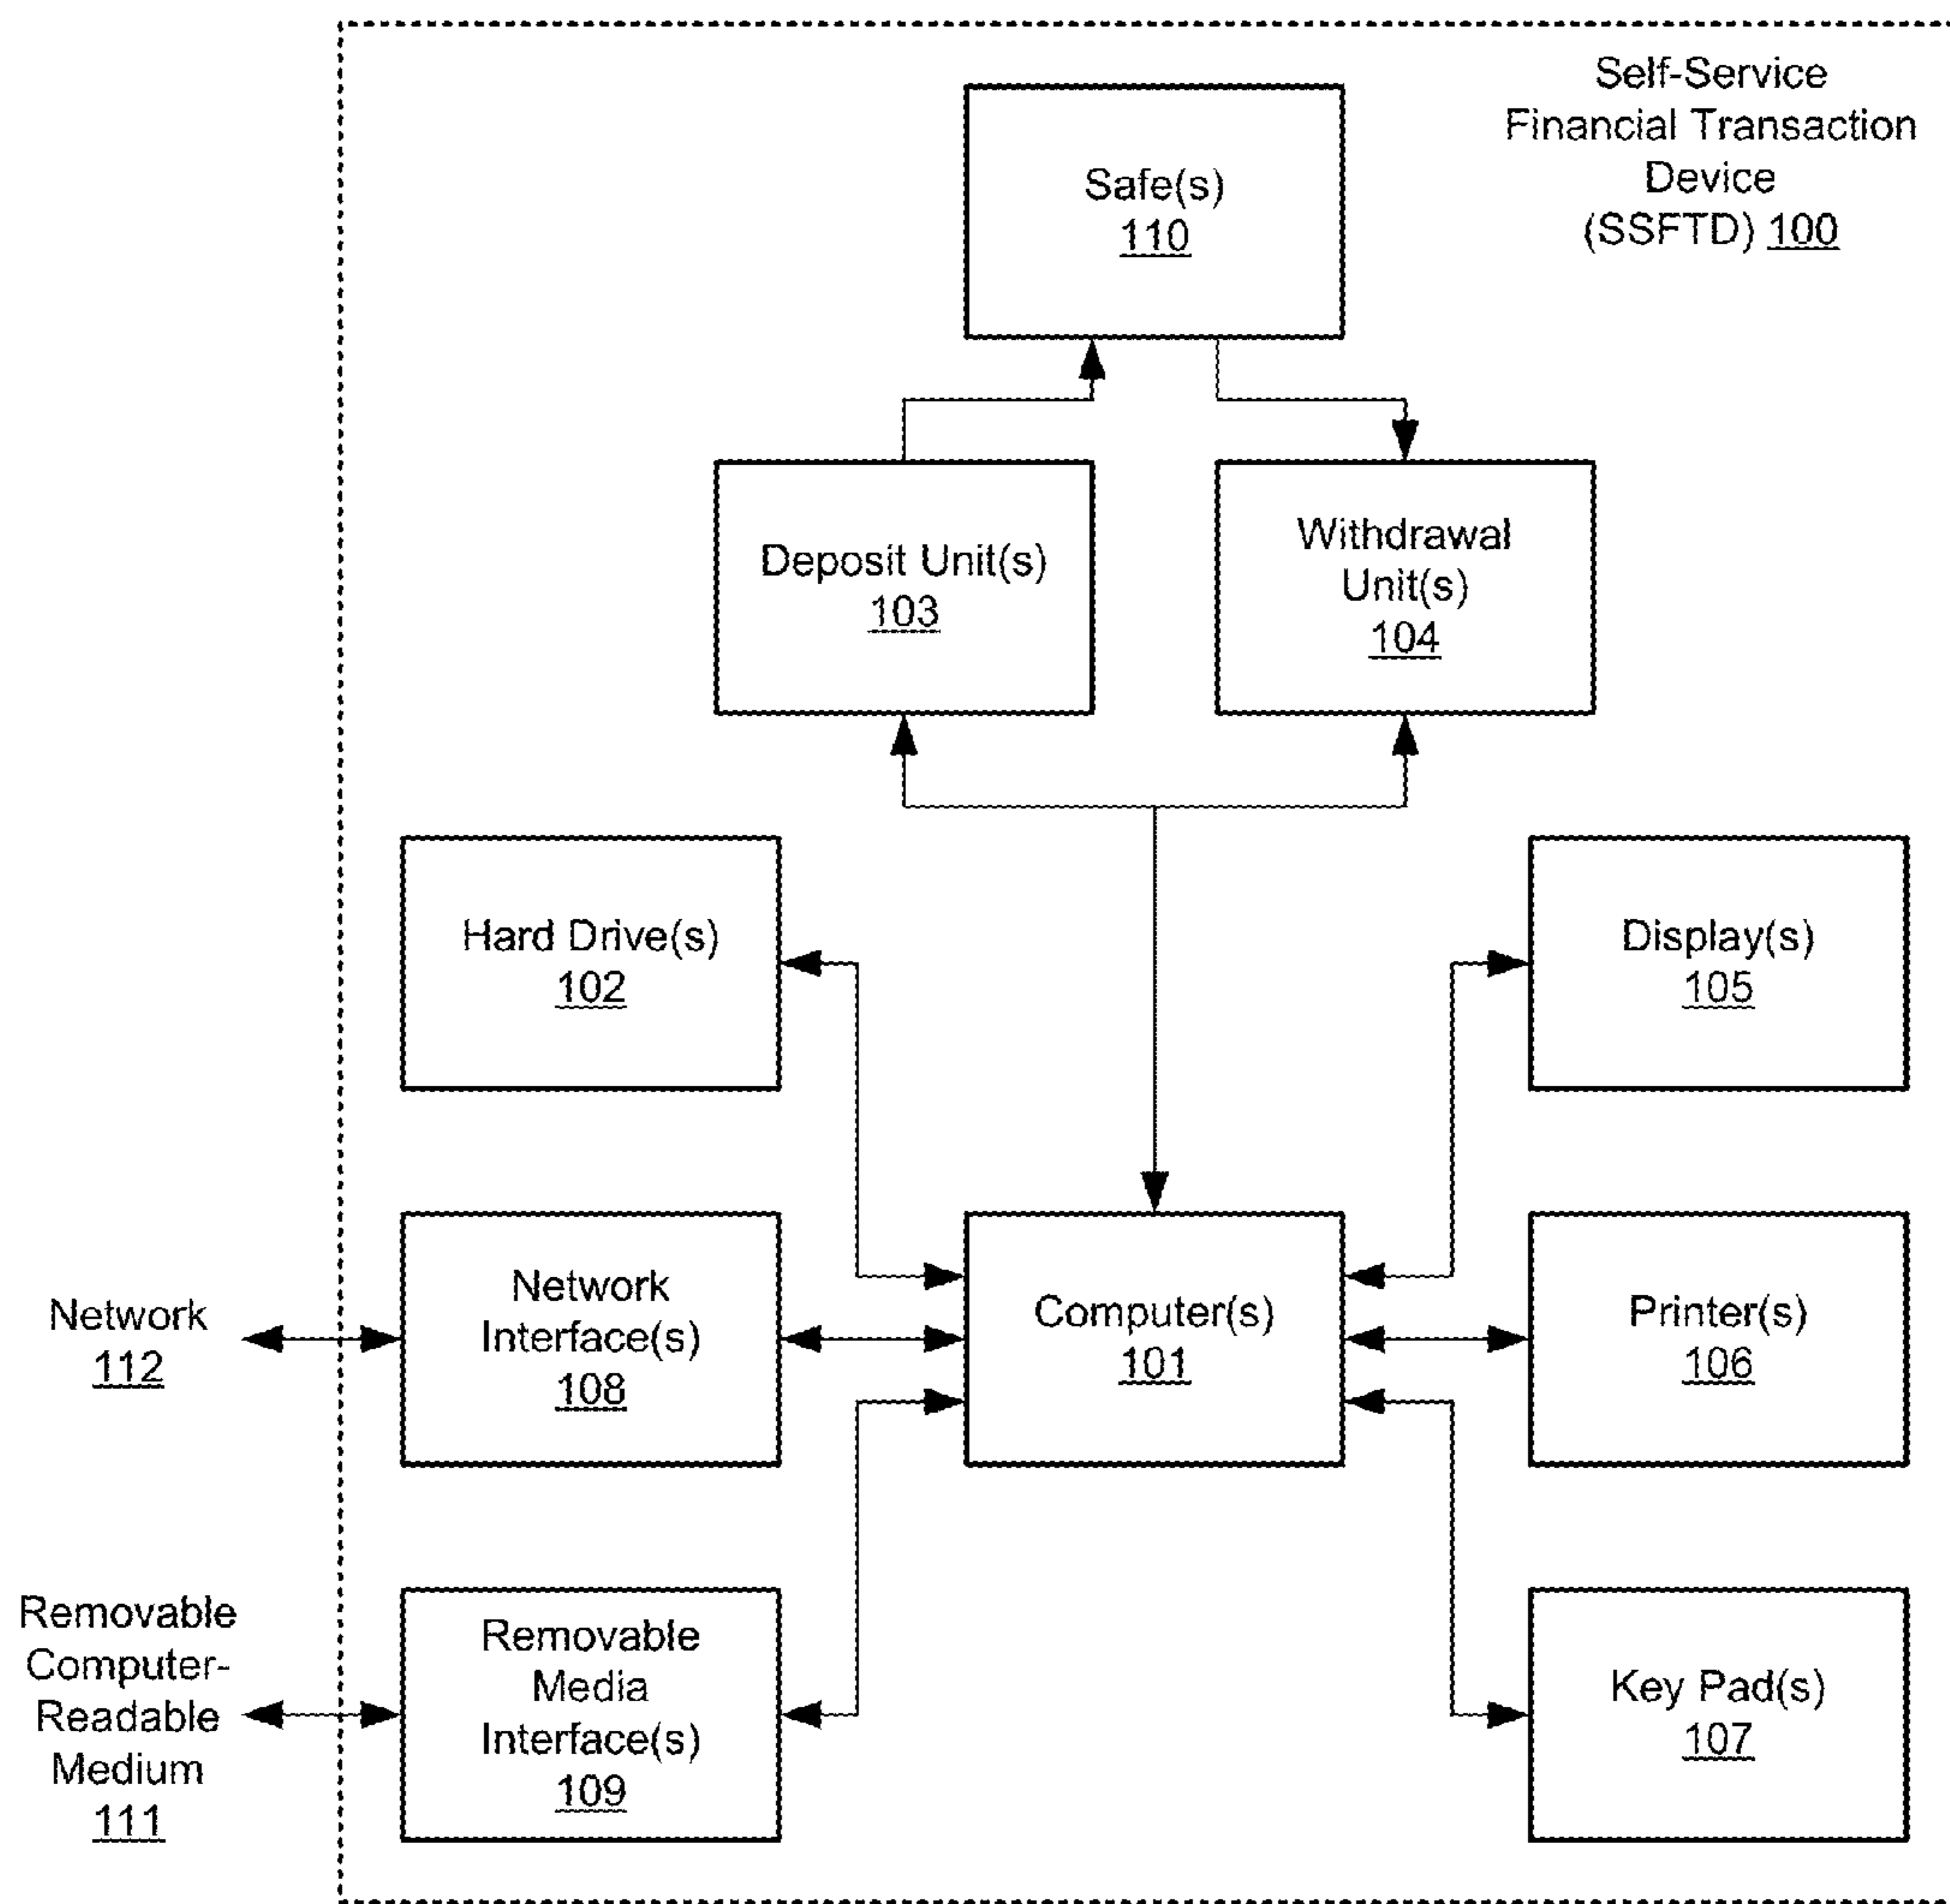 Self-Service
Financial Transaction
Device
(SSFTD) 100
Safe(s)
110
Deposit Unit(s)
103
Withdrawal
Unit(s)
104
Hard Drive(s)
102
Display(s)
105
Network
112
Network
Interface(s)
108
Computer(s)
101
Printer(s)
106
Removable
Computer-
Readable
Medium
111
Removable
Media
Interface(s)
109
Key Pad(s)
107